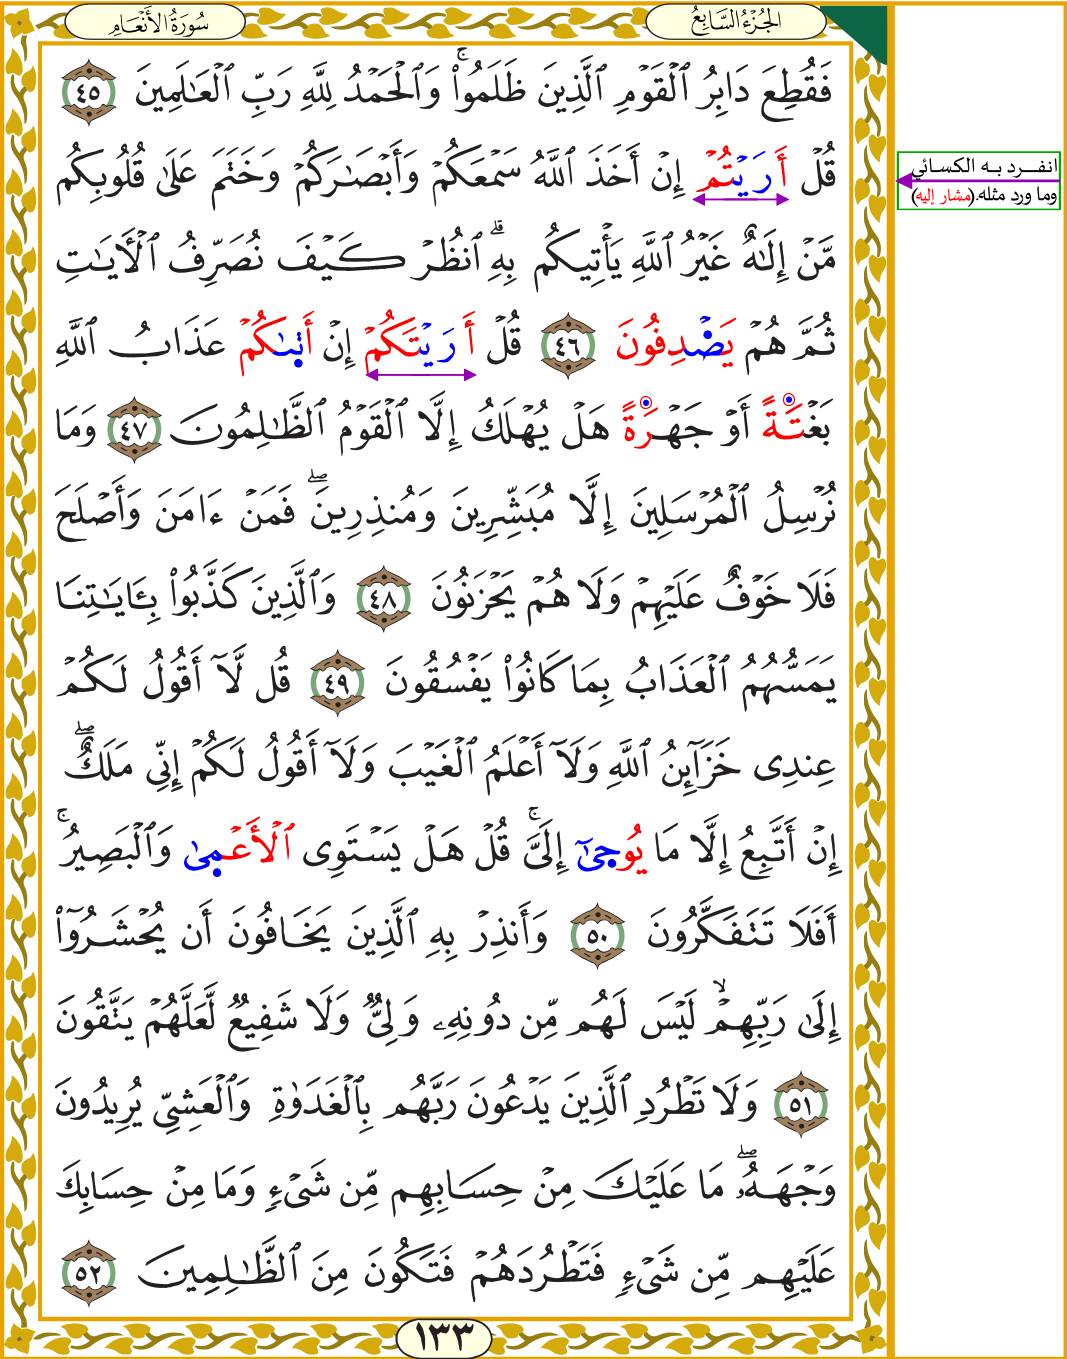 سُورَةُ الأَنْعَامِ
الجُزْءُ السَّابِعُ
فَقُطِعَ دَابِرُ ٱلْقَوْمِ ٱلَّذِينَ ظَلَمُوا۟ۚ وَٱلْحَمْدُ لِلَّهِ رَبِّ ٱلْعَـٰلَمِينَ ٤٥
قُلْ أَرَيْتُمْ إِنْ أَخَذَ ٱللَّهُ سَمْعَكُمْ وَأَبْصَـٰرَكُمْ وَخَتَمَ عَلَىٰ قُلُوبِكُم
مَّنْ إِلَـٰهٌ غَيْرُ ٱللَّهِ يَأْتِيكُم بِهِۗ ٱنظُرْ كَيْفَ نُصَرِّفُ ٱلْأَيَـٰتِ
ثُمَّ هُمْ يَصْدِفُونَ ٤٦ قُلْ أَرَيْتَكُمْ إِنْ أَتَىٰكُمْ عَذَابُ ٱللَّهِ
بَغْتَةً أَوْ جَهْرَةً هَلْ يُهْلَكُ إِلَّا ٱلْقَوْمُ ٱلظَّـٰلِمُونَ ٤٧ وَمَا
نُرْسِلُ ٱلْمُرْسَلِينَ إِلَّا مُبَشِّرِينَ وَمُنذِرِينَۖ فَمَنْ ءَامَنَ وَأَصْلَحَ
فَلَا خَوْفٌ عَلَيْهِمْ وَلَا هُمْ يَحْزَنُونَ ٤٨ وَٱلَّذِينَ كَذَّبُوا۟ بِـَٔايَـٰتِنَا
يَمَسُّهُمُ ٱلْعَذَابُ بِمَا كَانُوا۟ يَفْسُقُونَ ٤٩ قُل لَّآ أَقُولُ لَكُمْ
عِندِى خَزَآئِنُ ٱللَّهِ وَلَآ أَعْلَمُ ٱلْغَيْبَ وَلَآ أَقُولُ لَكُمْ إِنِّى مَلَكٌۖ
إِنْ أَتَّبِعُ إِلَّا مَا يُوحَىٰٓ إِلَىَّۚ قُلْ هَلْ يَسْتَوِى ٱلْأَعْمَىٰ وَٱلْبَصِيرُۚ
أَفَلَا تَتَفَكَّرُونَ ٥٠ وَأَنذِرْ بِهِ ٱلَّذِينَ يَخَافُونَ أَن يُحْشَرُوٓا۟
إِلَىٰ رَبِّهِمْۙ لَيْسَ لَهُم مِّن دُونِهِۦ وَلِىٌّ وَلَا شَفِيعٌ لَّعَلَّهُمْ يَتَّقُونَ
٥١ وَلَا تَطْرُدِ ٱلَّذِينَ يَدْعُونَ رَبَّهُم بِٱلْغَدَوٰةِ وَٱلْعَشِىِّ يُرِيدُونَ
وَجْهَهُۥۖ مَا عَلَيْكَ مِنْ حِسَابِهِم مِّن شَىْءٍ وَمَا مِنْ حِسَابِكَ
عَلَيْهِم مِّن شَىْءٍ فَتَطْرُدَهُمْ فَتَكُونَ مِنَ ٱلظَّـٰلِمِينَ ٥٢
١٣٣
انفرد به الكسائي
وما ورد مثله.(مشار إليه)